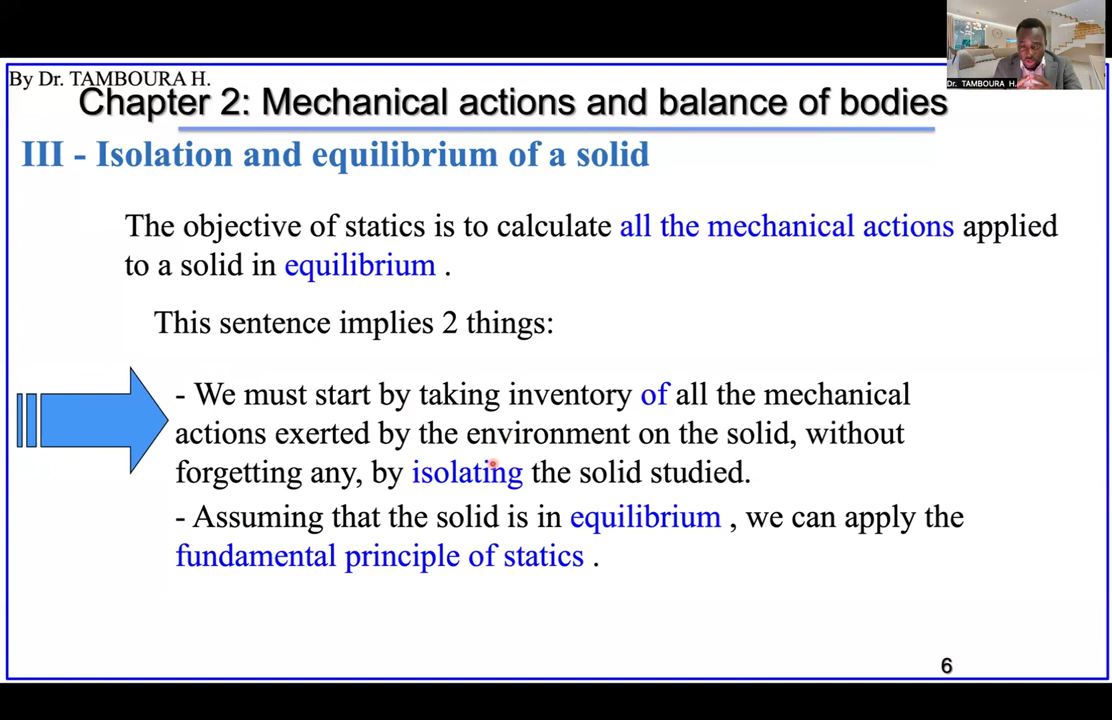 By Dr. TAMBOURA H.
Chapter 2: Mechanical actions and balance of bodies
Dr. TAMBOURA H.
III - Isolation and equilibrium of a solid
The objective of statics is to calculate all the mechanical actions applied
to a solid in equilibrium .
This sentence implies 2 things:
- We must start by taking inventory of all the mechanical
actions exerted by the environment on the solid, without
forgetting any, by isolating the solid studied.
- Assuming that the solid is in equilibrium , we can apply the
fundamental principle of statics .
6